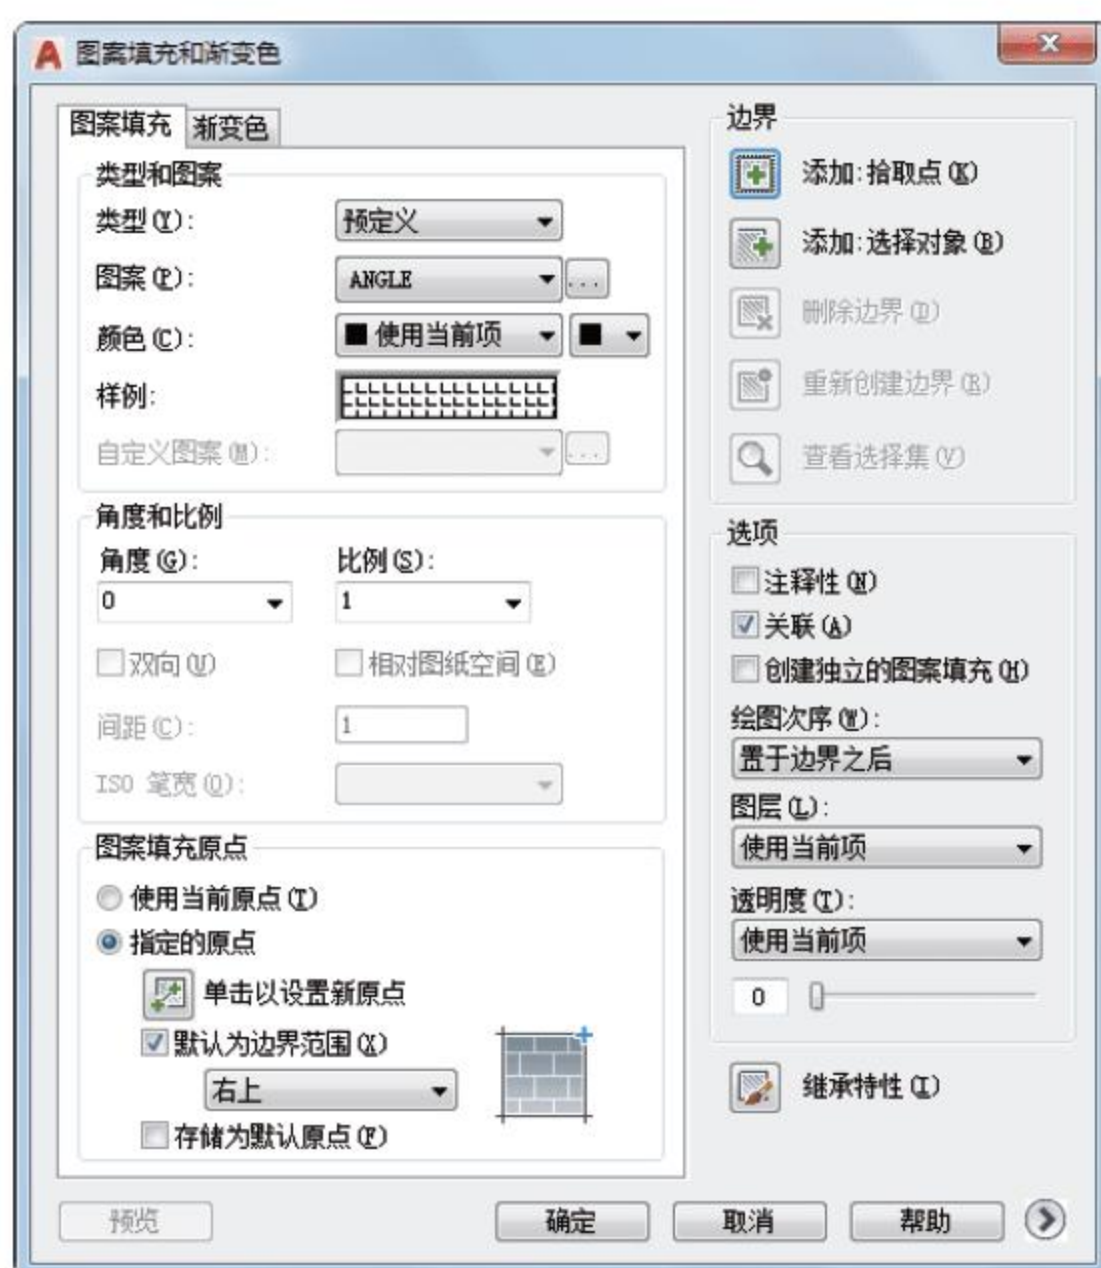 图案填充和渐变色
图案填充 渐变色
类型和图案
类型(Y): 预定义
图案(P): ANGLE ...
颜色(C): 使用当前项
样例:
自定义图案(M): ...
角度和比例
角度(G): 比例(S):
0 1
双向(U) 相对图纸空间(E)
间距(C): 1
ISO 笔宽(O):
图案填充原点
使用当前原点(T)
指定的原点
单击以设置新原点
默认为边界范围(X)
右上
存储为默认原点(F)
边界
添加:拾取点(K)
添加:选择对象(B)
删除边界(D)
重新创建边界(R)
查看选择集(V)
选项
注释性(N)
关联(A)
创建独立的图案填充(H)
绘图次序(W):
置于边界之后
图层(L):
使用当前项
透明度(T):
使用当前项
0
继承特性(I)
预览 确定 取消 帮助